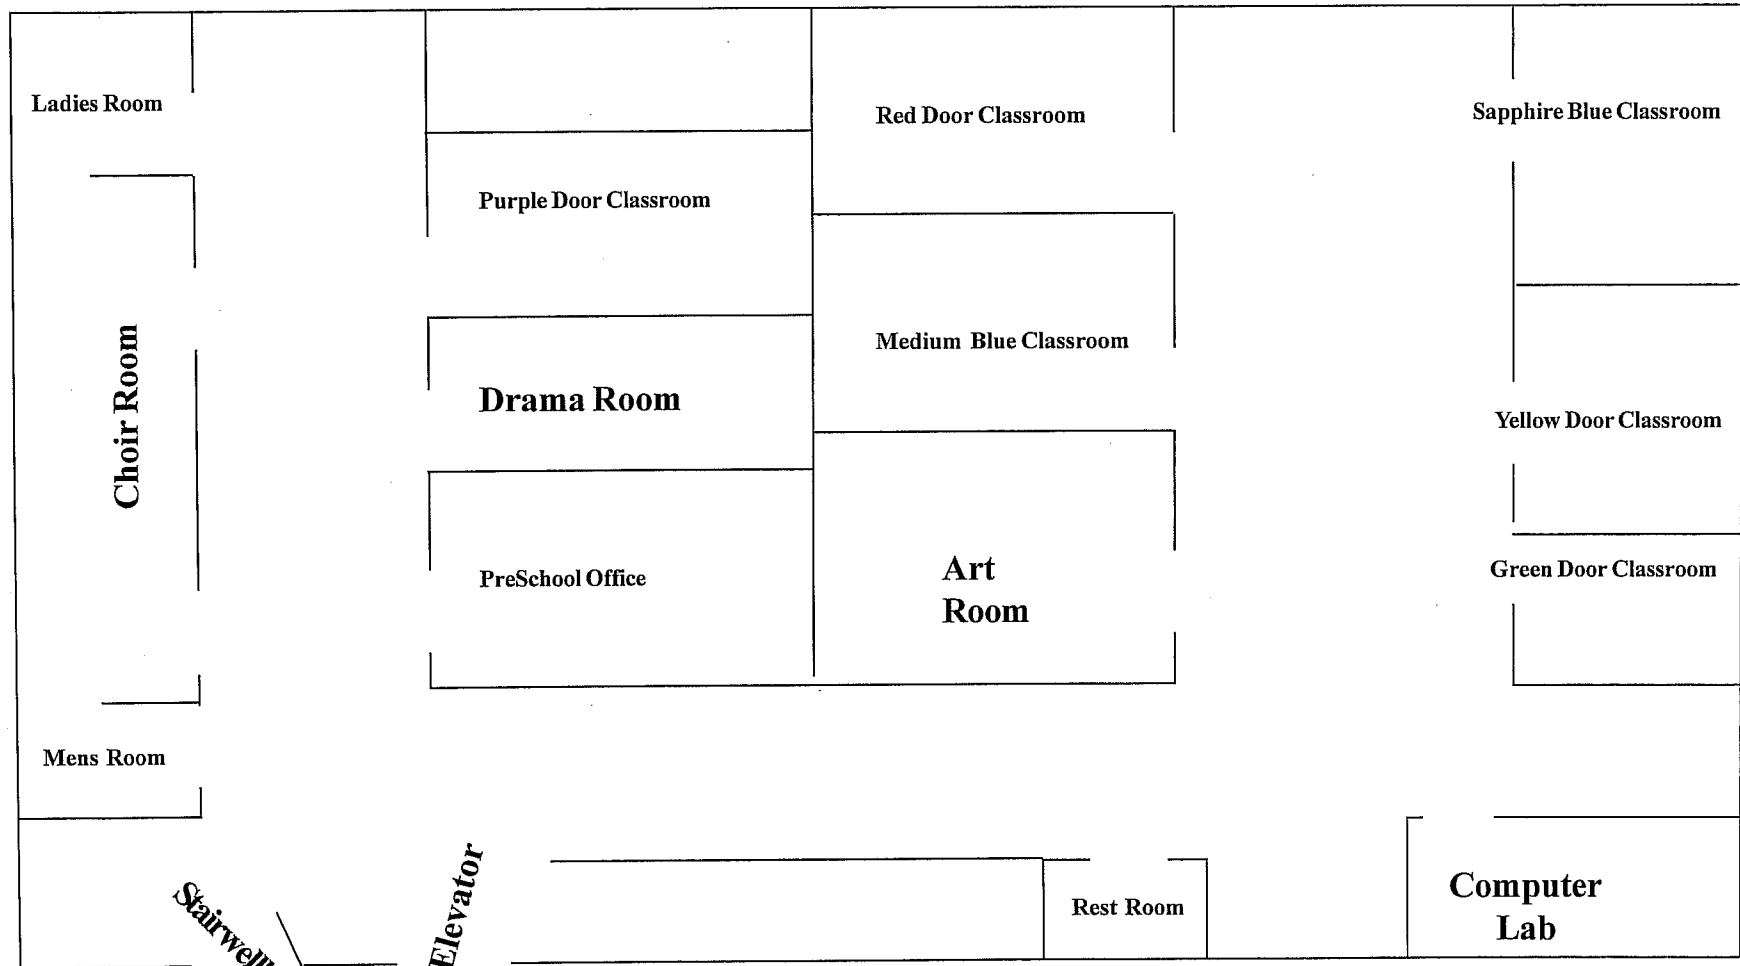 Ladies Room
Red Door Classroom
Sapphire Blue Classroom
Purple Door Classroom
Medium Blue Classroom
Choir Room
Drama Room
Yellow Door Classroom
PreSchool Office
Art
Room
Green Door Classroom
Mens Room
Stairwell
Elevator
Rest Room
Computer
Lab